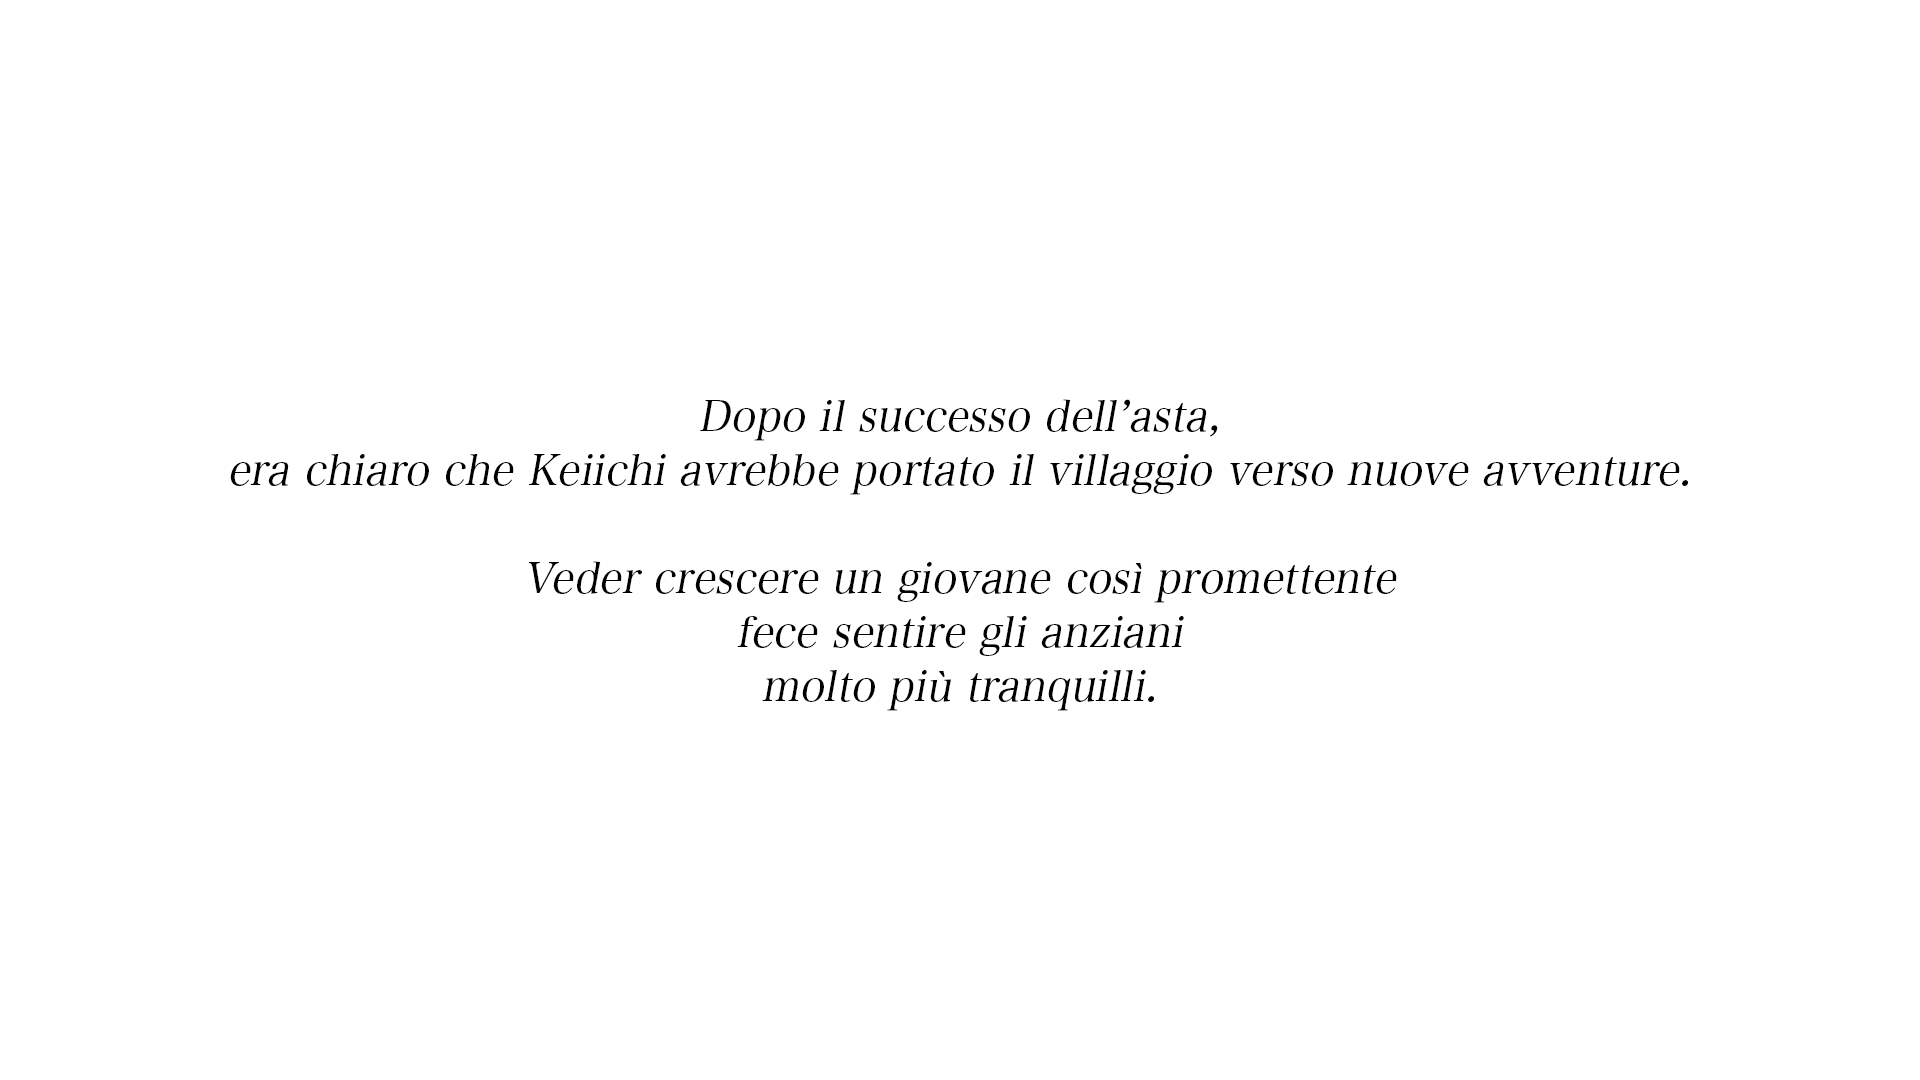 Dopo il successo dell’asta,
era chiaro che Keiichi avrebbe portato il villaggio verso nuove avventure.
Veder crescere un giovane così promettente
fece sentire gli anziani
molto più tranquilli.